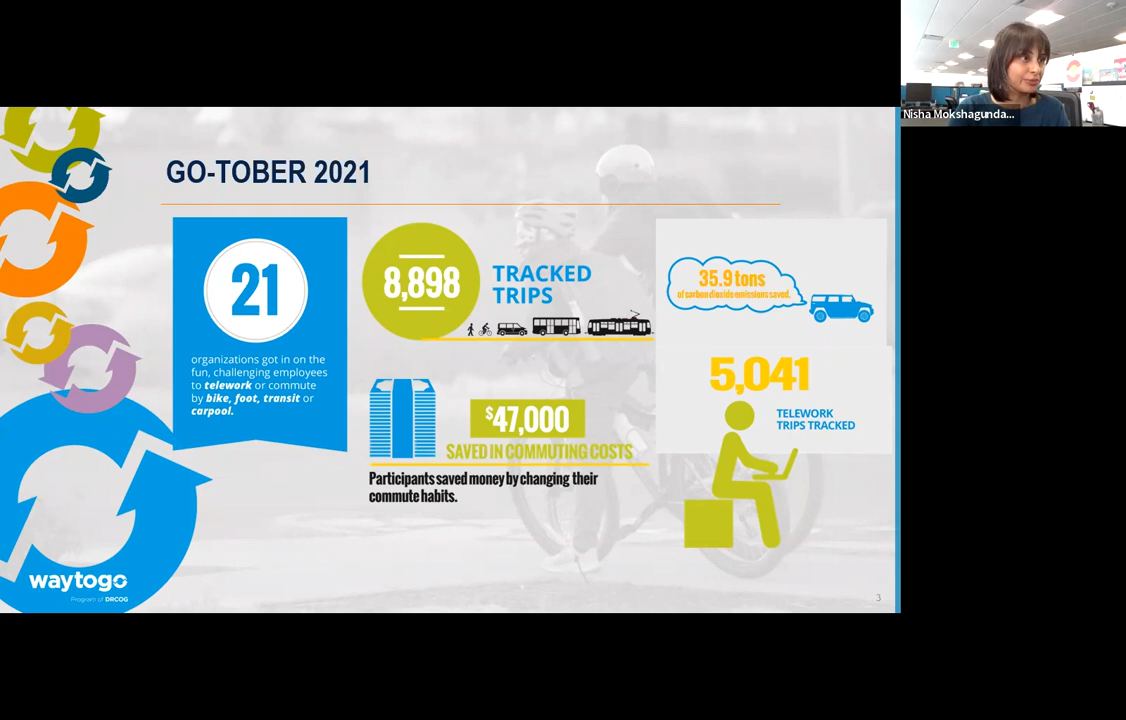 Nisha Mokshagunda...
GO-TOBER 2021
21
organizations got in on the
fun, challenging employees
to telework or commute
by bike, foot, transit or
carpool.
8,898
TRACKED
TRIPS
$47,000
SAVED IN COMMUTING COSTS
Participants saved money by changing their
commute habits.
35.9 tons
of carbon dioxide emissions saved.
5,041
TELEWORK
TRIPS TRACKED
waytogo
Program of DRCOG
3